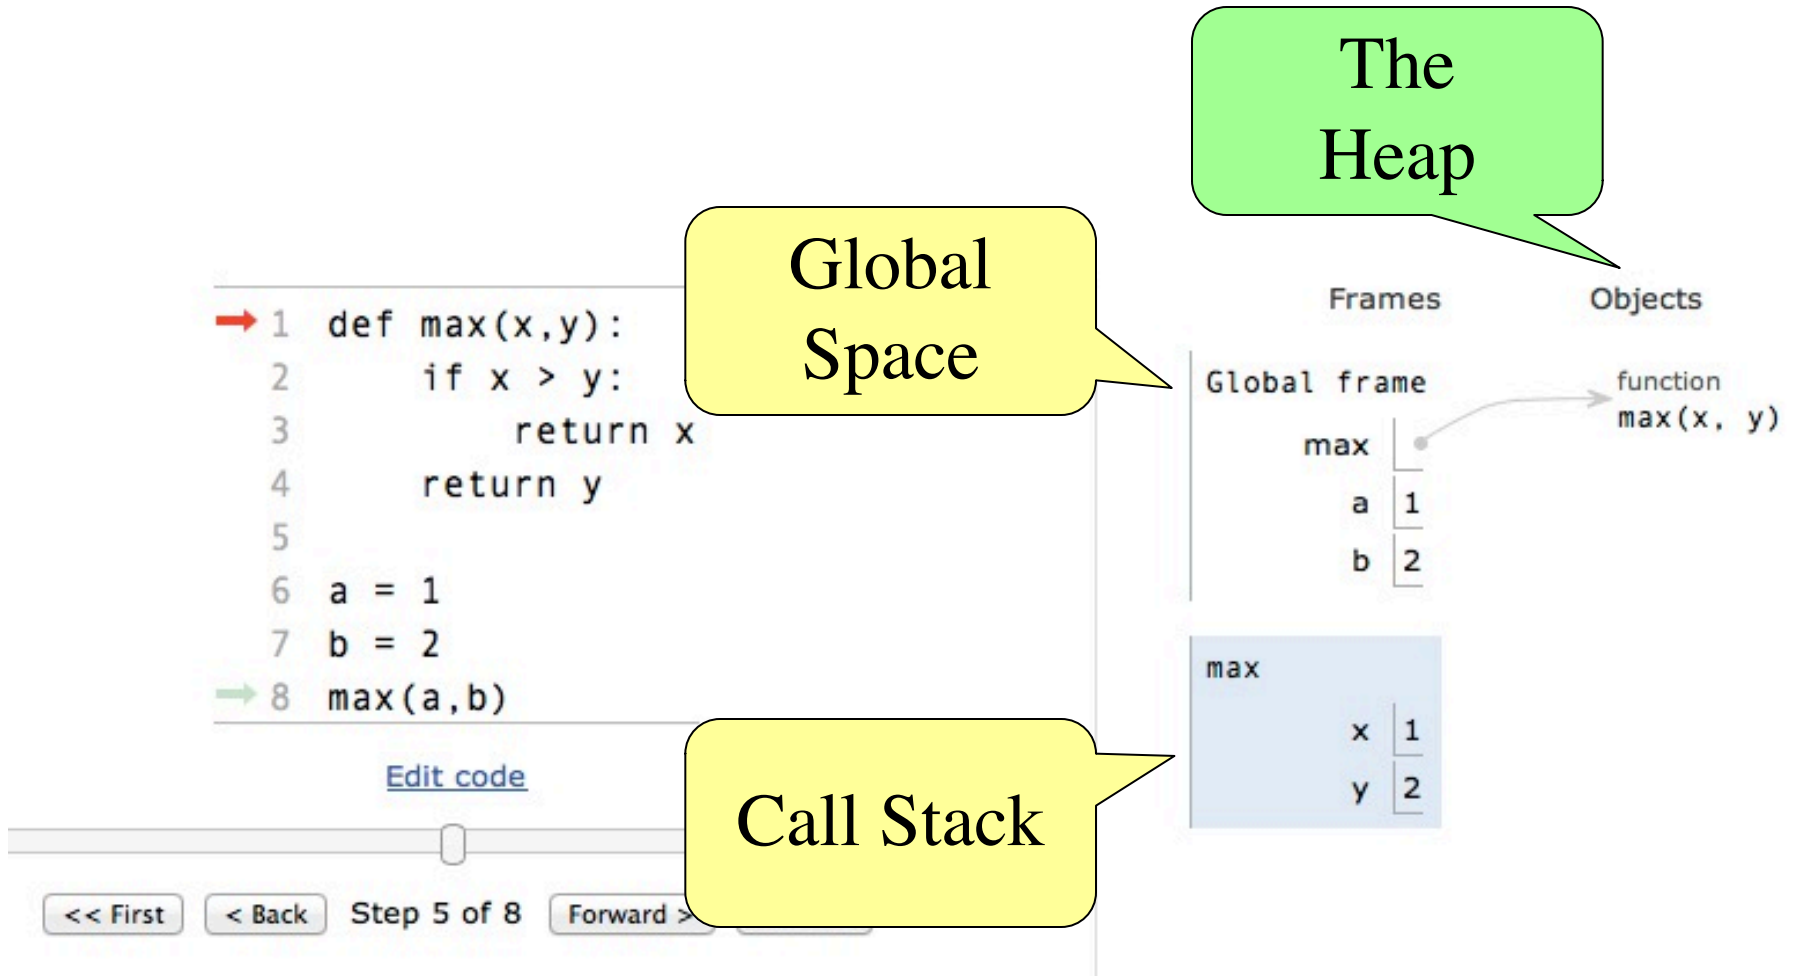 The
Heap
Global
Space
Frames
Objects
1 def max(x,y):
2 if x > y:
3 return x
4 return y
5
6 a = 1
7 b = 2
8 max(a,b)
Global frame
max
a 1
b 2
function
max(x, y)
max
x 1
y 2
Call Stack
Edit code
<< First
< Back
Step 5 of 8
Forward >